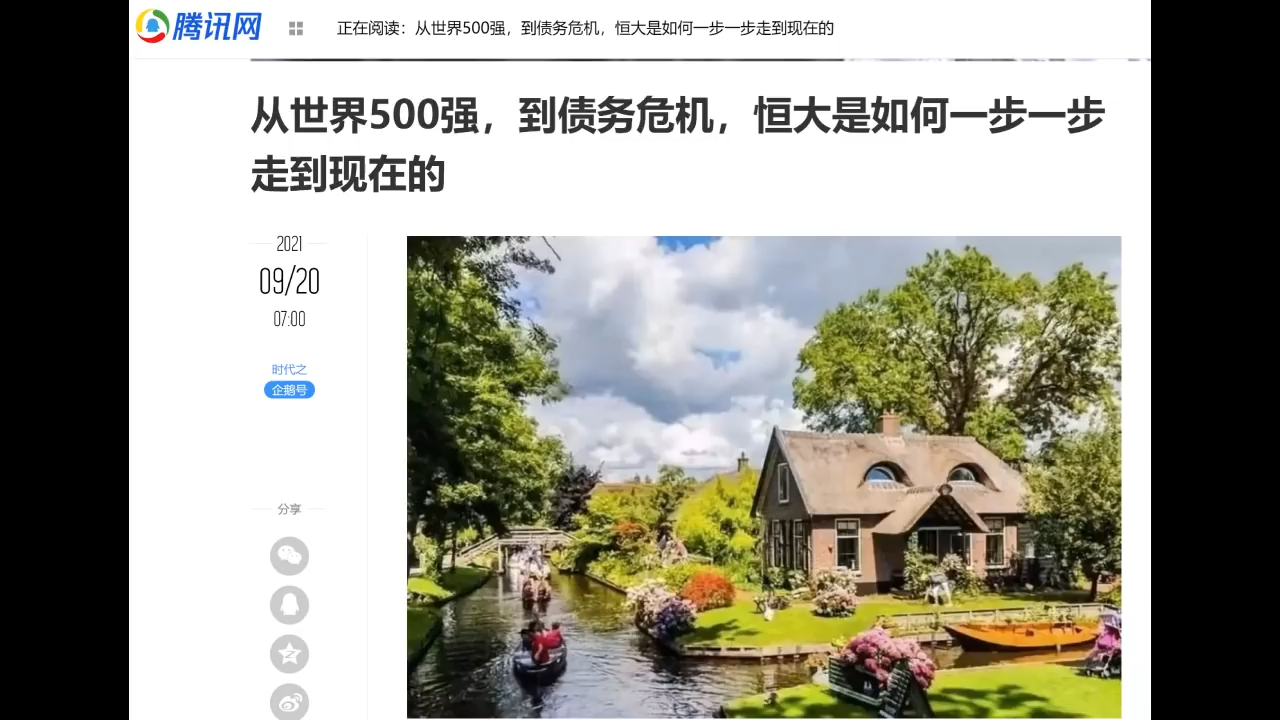 腾讯网
正在阅读：从世界500强，到债务危机，恒大是如何一步一步走到现在的
从世界500强，到债务危机，恒大是如何一步一步
走到现在的
2021
09/20
07:00
时代之
企鹅号
分享